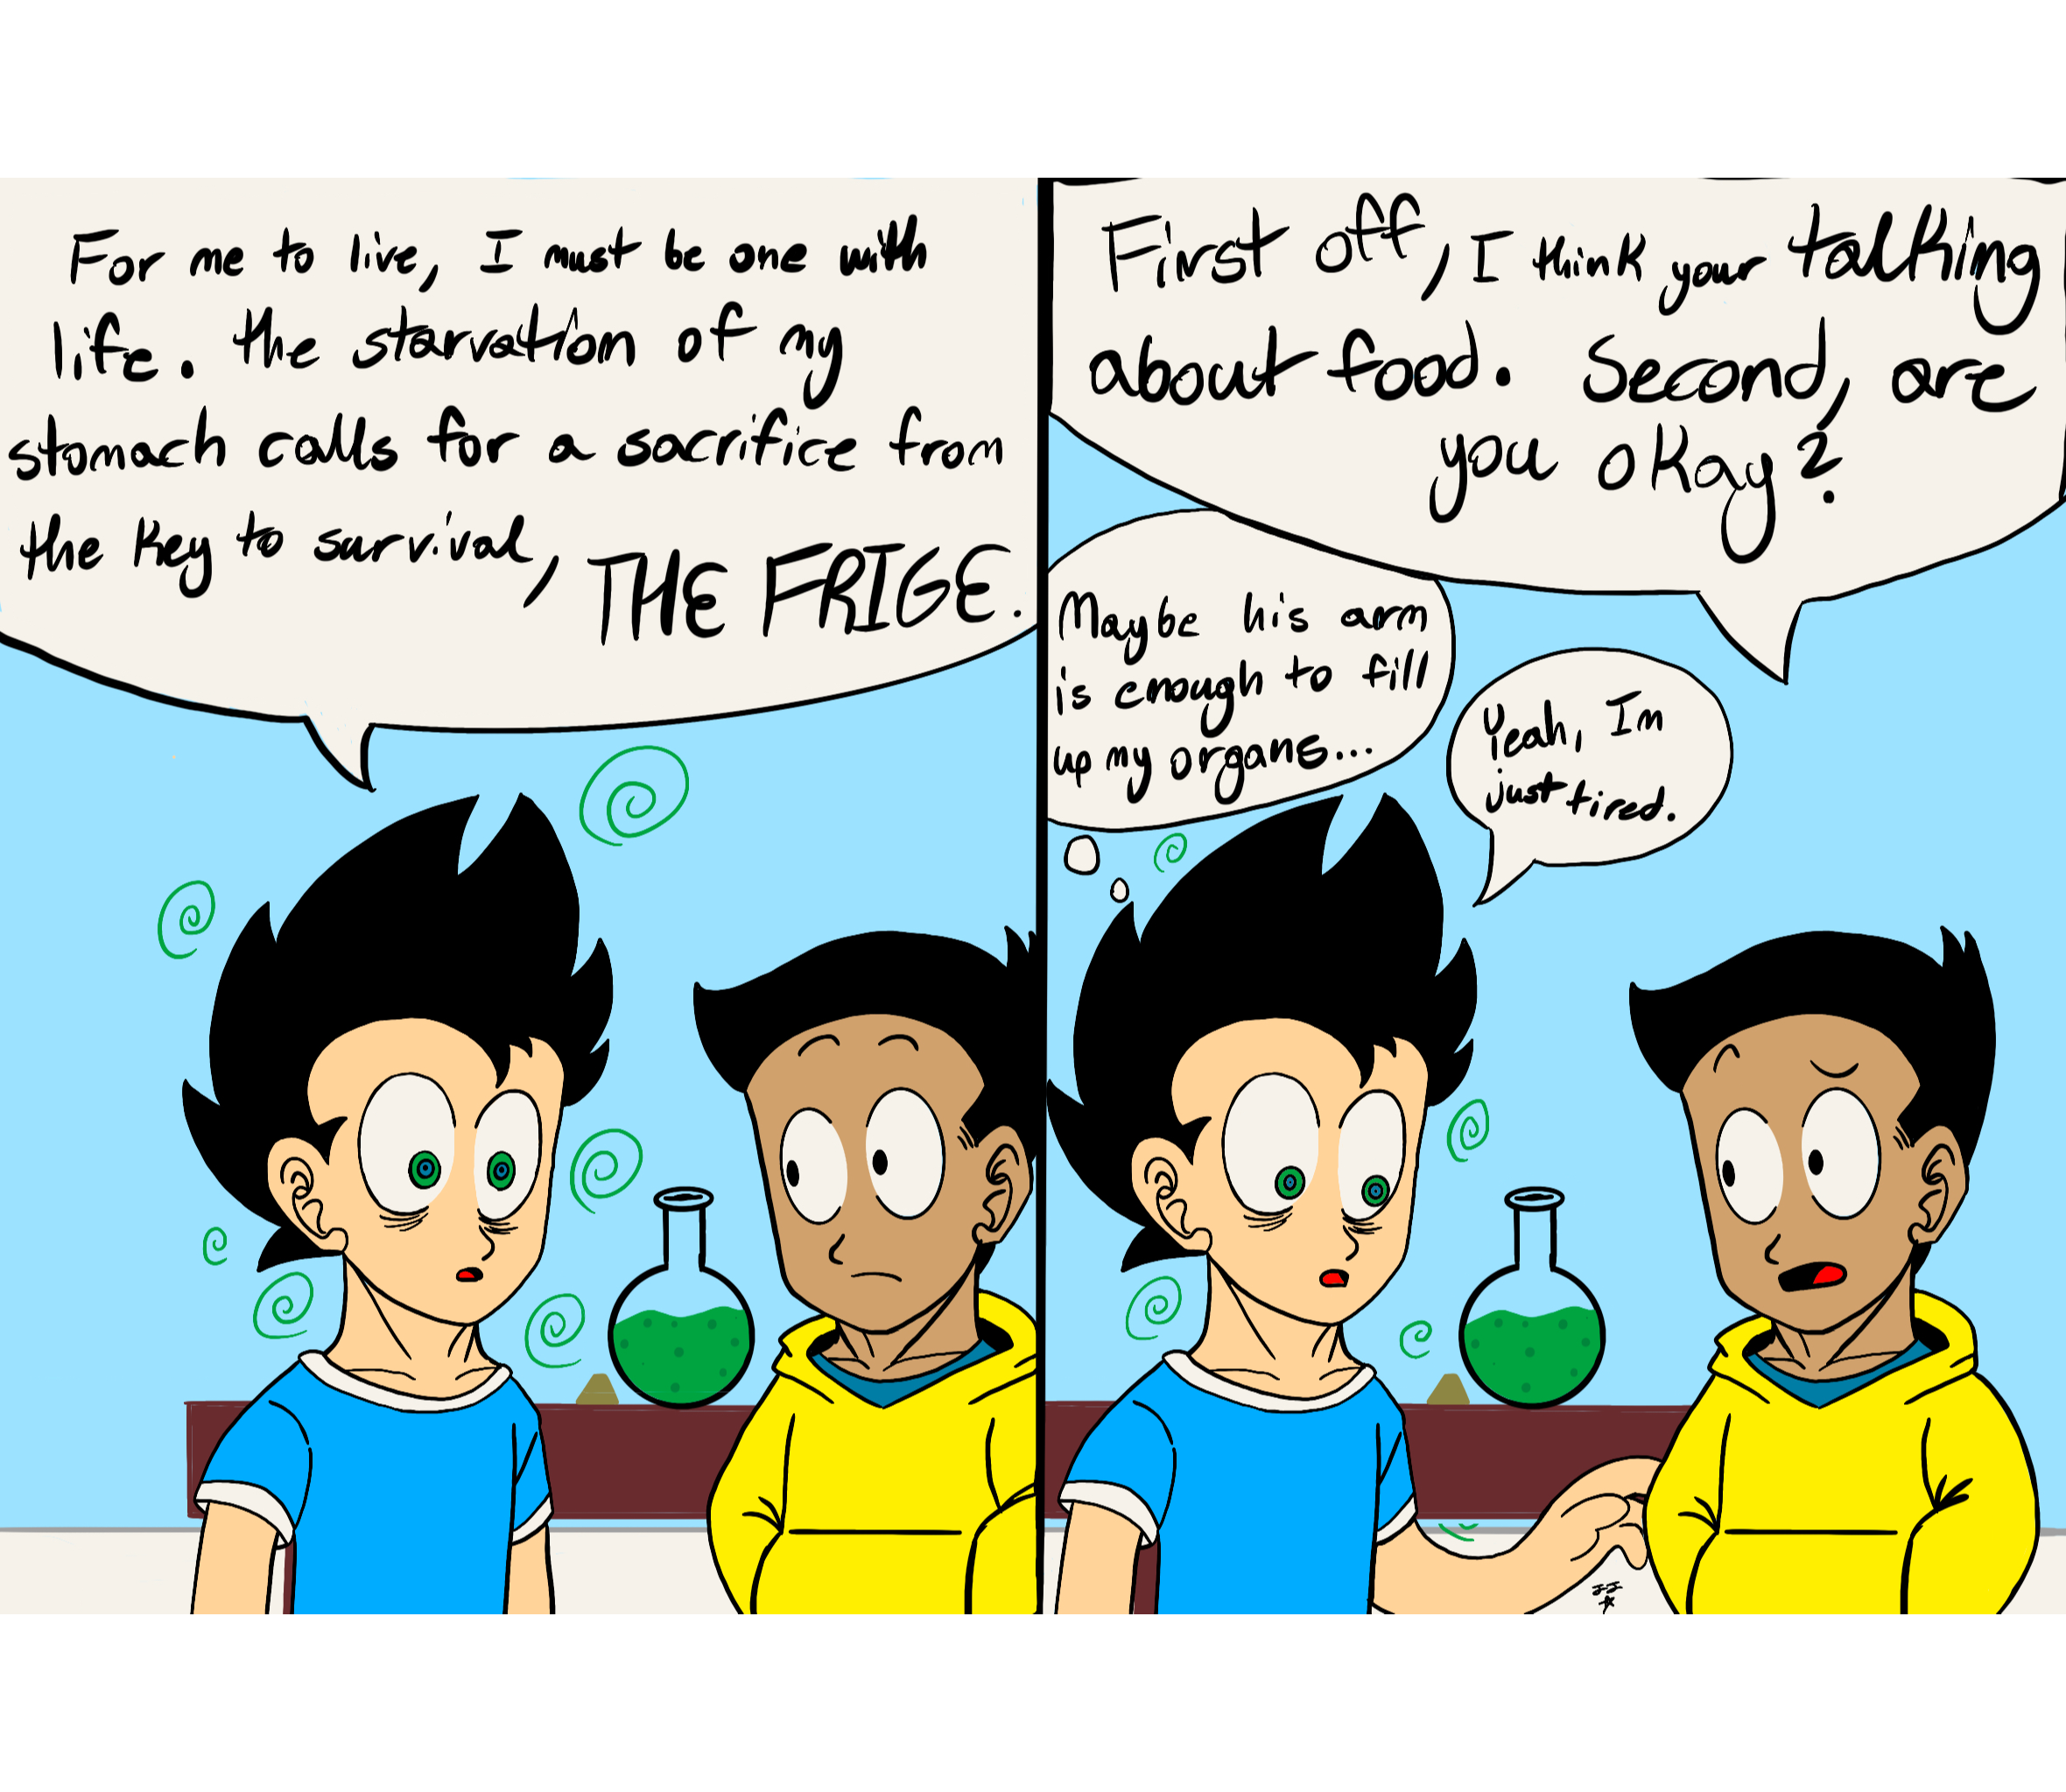 For me to live, I must be one with
life. the starvation of my
stomach calls for a sacrifice from
the key to survival, THE FRIGE.
First off, I think your talking
about food. Second, are
you okay?
Maybe his arm
is enough to fill
up my organs...
Yeah, Im
just tired.